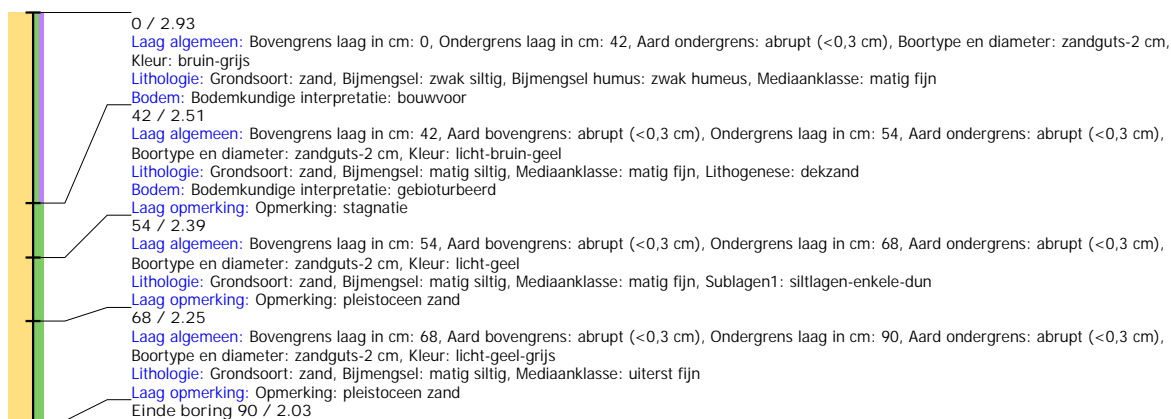 0 / 2.93
Laag algemeen: Bovengrens laag in cm: 0, Ondergrens laag in cm: 42, Aard ondergrens: abrupt (<0,3 cm), Boortype en diameter: zandguts-2 cm,
Kleur: bruin-grijs
Lithologie: Grondsoort: zand, Bijmengsel: zwak siltig, Bijmengsel humus: zwak humeus, Mediaanklasse: matig fijn
Bodem: Bodemkundige interpretatie: bouwvoor
42 / 2.51
Laag algemeen: Bovengrens laag in cm: 42, Aard bovengrens: abrupt (<0,3 cm), Ondergrens laag in cm: 54, Aard ondergrens: abrupt (<0,3 cm),
Boortype en diameter: zandguts-2 cm, Kleur: licht-bruin-geel
Lithologie: Grondsoort: zand, Bijmengsel: matig siltig, Mediaanklasse: matig fijn, Lithogenese: dekzand
Bodem: Bodemkundige interpretatie: gebioturbeerd
Laag opmerking: Opmerking: stagnatie
54 / 2.39
Laag algemeen: Bovengrens laag in cm: 54, Aard bovengrens: abrupt (<0,3 cm), Ondergrens laag in cm: 68, Aard ondergrens: abrupt (<0,3 cm),
Boortype en diameter: zandguts-2 cm, Kleur: licht-geel
Lithologie: Grondsoort: zand, Bijmengsel: matig siltig, Mediaanklasse: matig fijn, Sublagen1: siltlagen-enkele-dun
Laag opmerking: Opmerking: pleistoceen zand
68 / 2.25
Laag algemeen: Bovengrens laag in cm: 68, Aard bovengrens: abrupt (<0,3 cm), Ondergrens laag in cm: 90, Aard ondergrens: abrupt (<0,3 cm),
Boortype en diameter: zandguts-2 cm, Kleur: licht-geel-grijs
Lithologie: Grondsoort: zand, Bijmengsel: matig siltig, Mediaanklasse: uiterst fijn
Laag opmerking: Opmerking: pleistoceen zand
Einde boring 90 / 2.03